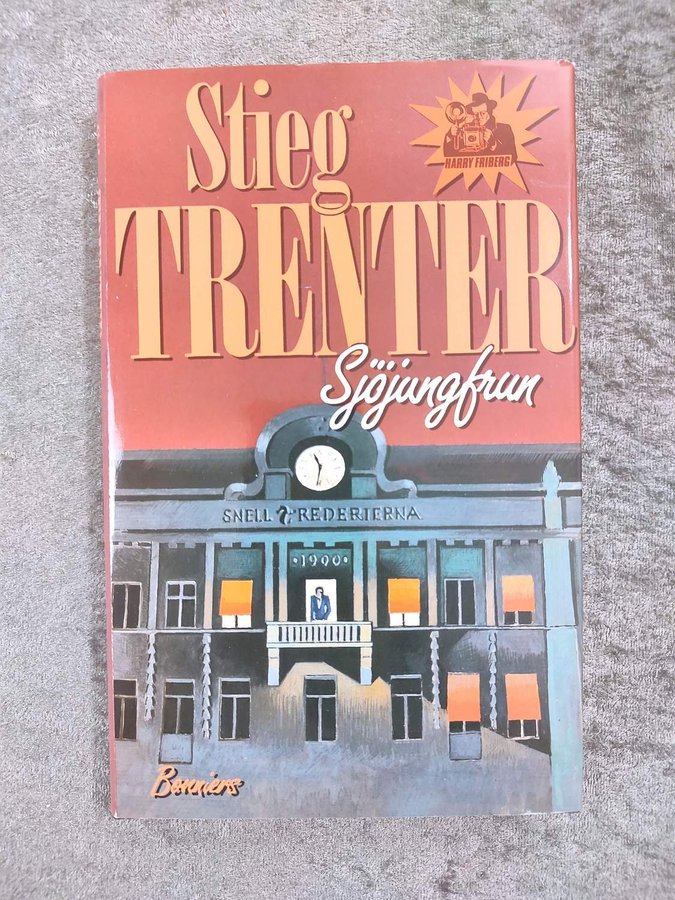 Stieg
HARRY FRIBERG
TRENTER
Sjöjungfrun
SNELL REDERIERNA
1900
Bonniers